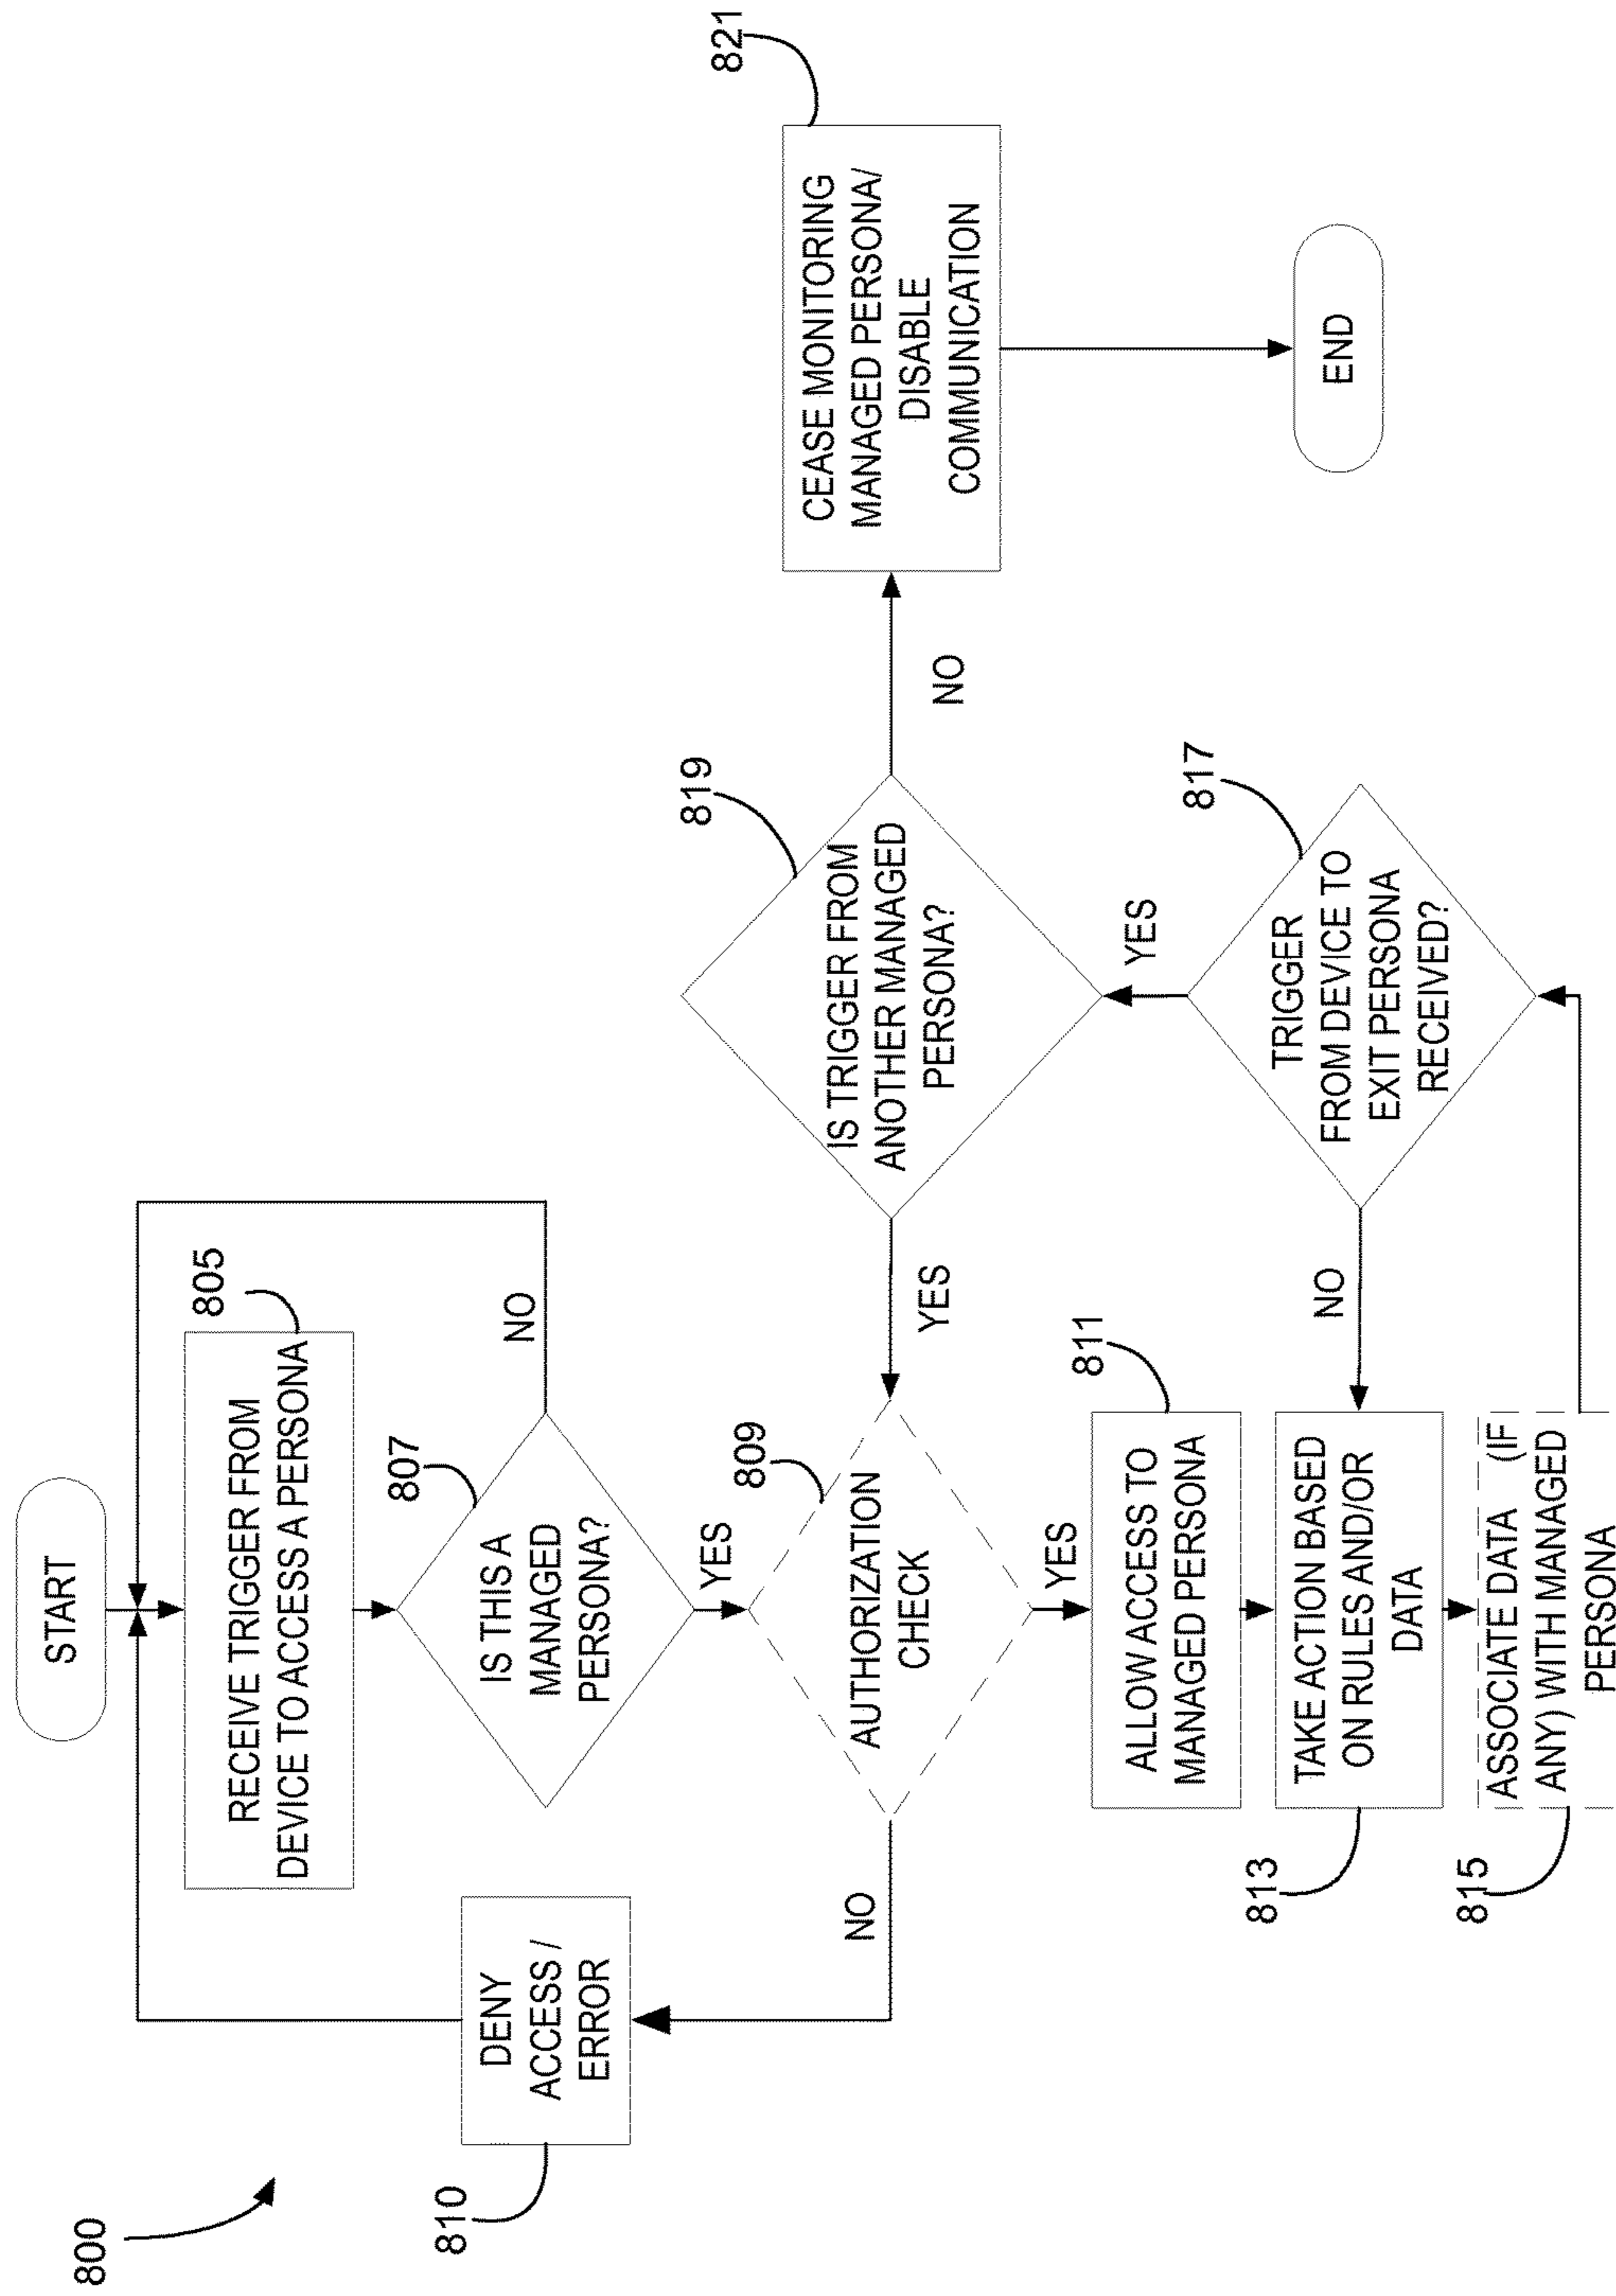 800
START
RECEIVE TRIGGER FROM
DEVICE TO ACCESS A PERSONA
805
IS THIS A
MANAGED
PERSONA?
807
NO
YES
DENY
ACCESS /
ERROR
810
NO
AUTHORIZATION
CHECK
809
YES
YES
ALLOW ACCESS TO
MANAGED PERSONA
811
TAKE ACTION BASED
ON RULES AND/OR
DATA
813
ASSOCIATE DATA (IF
ANY) WITH MANAGED
PERSONA
815
NO
TRIGGER
FROM DEVICE TO
EXIT PERSONA
RECEIVED?
817
YES
IS TRIGGER FROM
ANOTHER MANAGED
PERSONA?
819
NO
CEASE MONITORING
MANAGED PERSONA/
DISABLE
COMMUNICATION
821
END